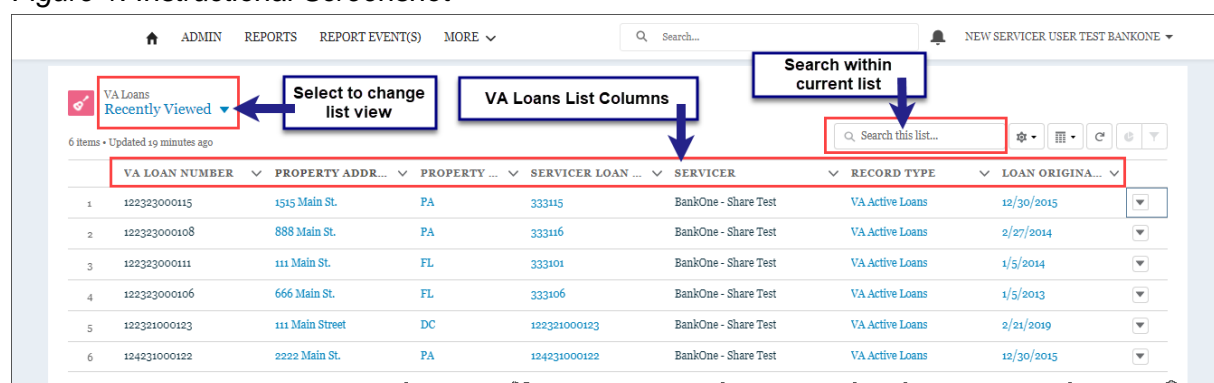 Figure 1. Instructional Screenshot
ADMIN REPORTS REPORT EVENT(S) MORE Search... NEW SERVICER USER TEST BANKONE
VA Loans
Recently Viewed
Select to change
list view
VA Loans List Columns
Search within
current list
6 items • Updated 19 minutes ago
Search this list...
VA LOAN NUMBER PROPERTY ADDR... PROPERTY ... SERVICER LOAN ... SERVICER RECORD TYPE LOAN ORIGINA...
1 122323000115 1515 Main St. PA 333115 BankOne - Share Test VA Active Loans 12/30/2015
2 122323000108 888 Main St. PA 333116 BankOne - Share Test VA Active Loans 2/27/2014
3 122323000111 111 Main St. FL 333101 BankOne - Share Test VA Active Loans 1/5/2014
4 122323000106 666 Main St. FL 333106 BankOne - Share Test VA Active Loans 1/5/2013
5 122321000123 111 Main Street DC 122321000123 BankOne - Share Test VA Active Loans 2/21/2019
6 124231000122 2222 Main St. PA 124231000122 BankOne - Share Test VA Active Loans 12/30/2015